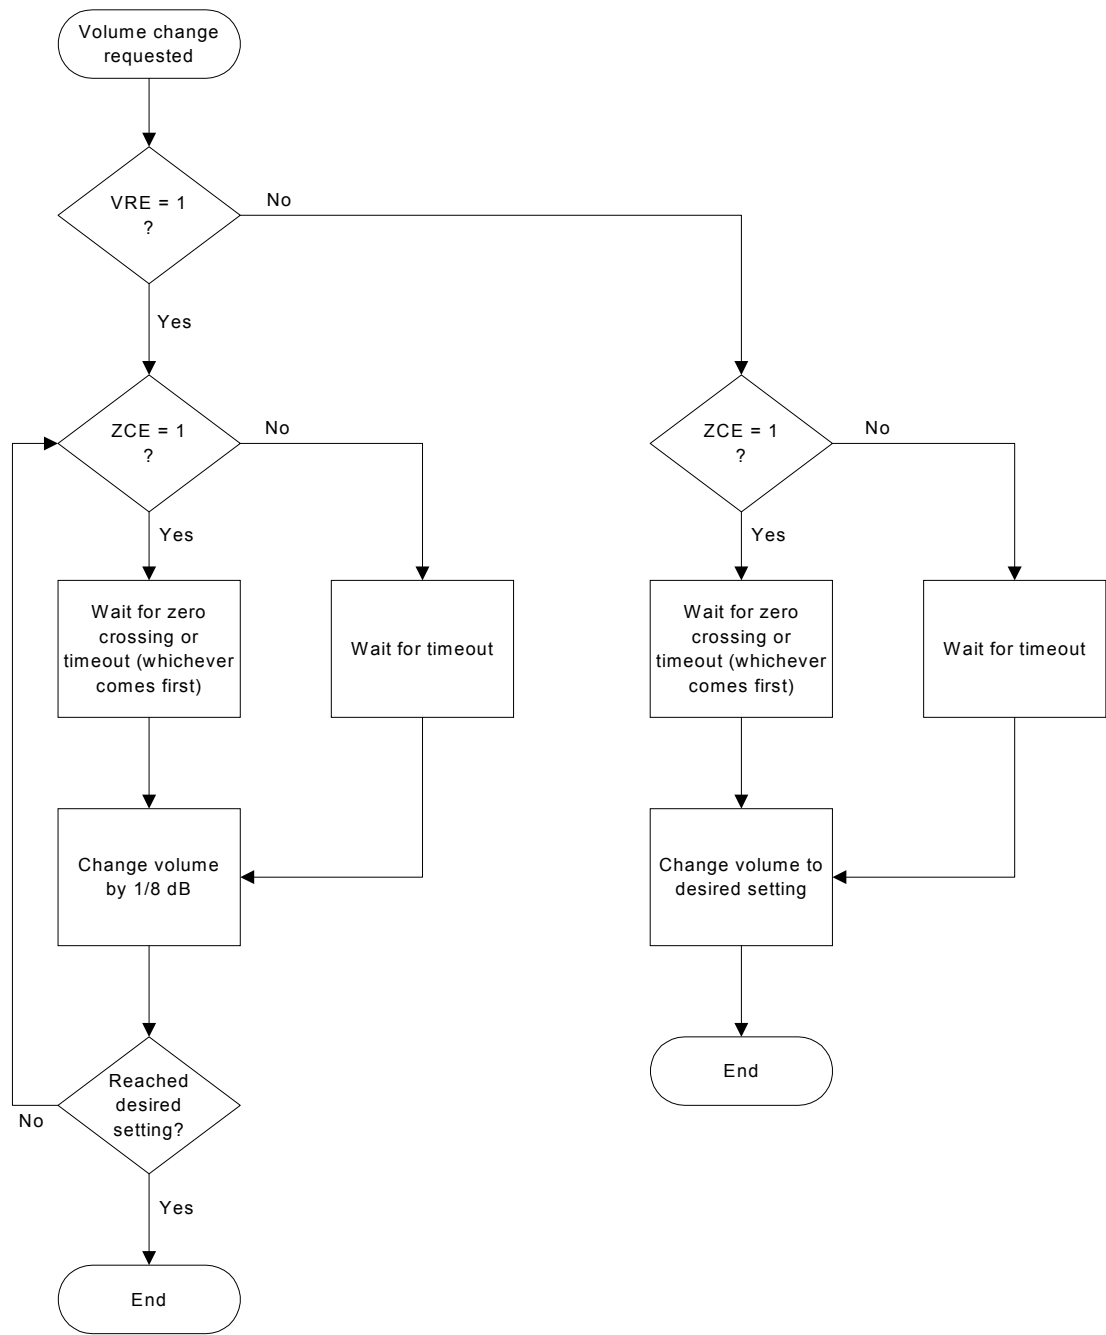 Volume change
requested
VRE = 1
?
No
Yes
ZCE = 1
?
No
Yes
Wait for zero
crossing or
timeout (whichever
comes first)
Wait for timeout
Change volume
by 1/8 dB
Reached
desired
setting?
No
Yes
End
ZCE = 1
?
No
Yes
Wait for zero
crossing or
timeout (whichever
comes first)
Wait for timeout
Change volume to
desired setting
End